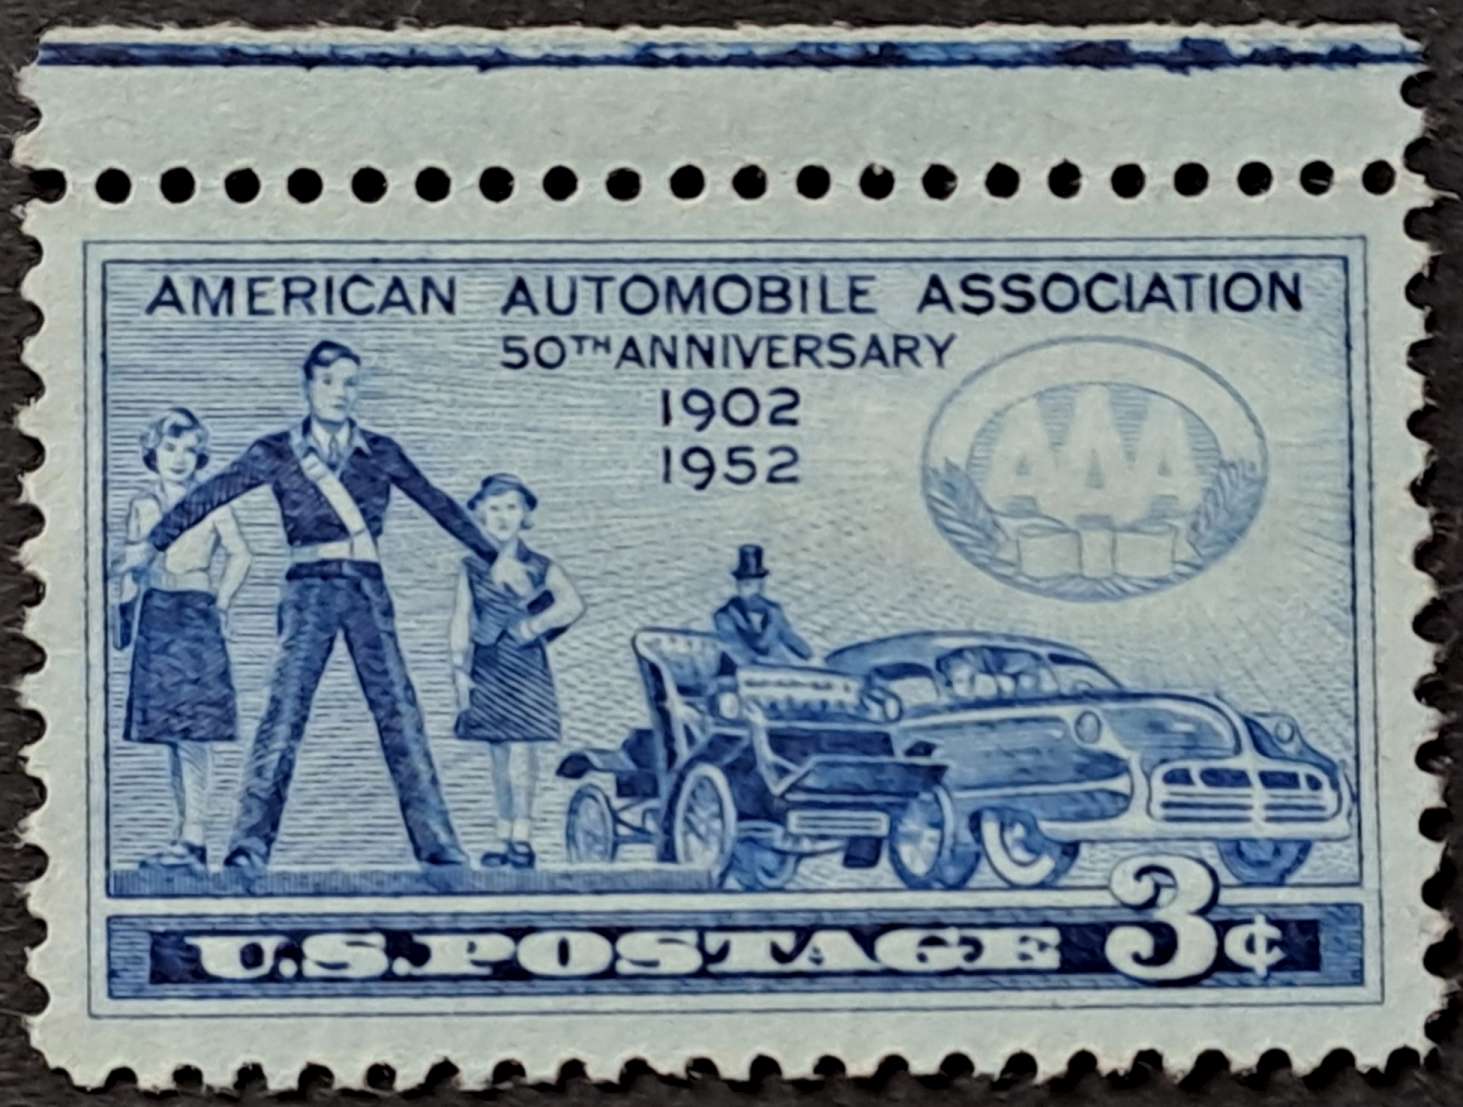 AMERICAN AUTOMOBILE ASSOCIATION
50TH ANNIVERSARY
1902
1952
AAA
U.S. POSTAGE 3¢